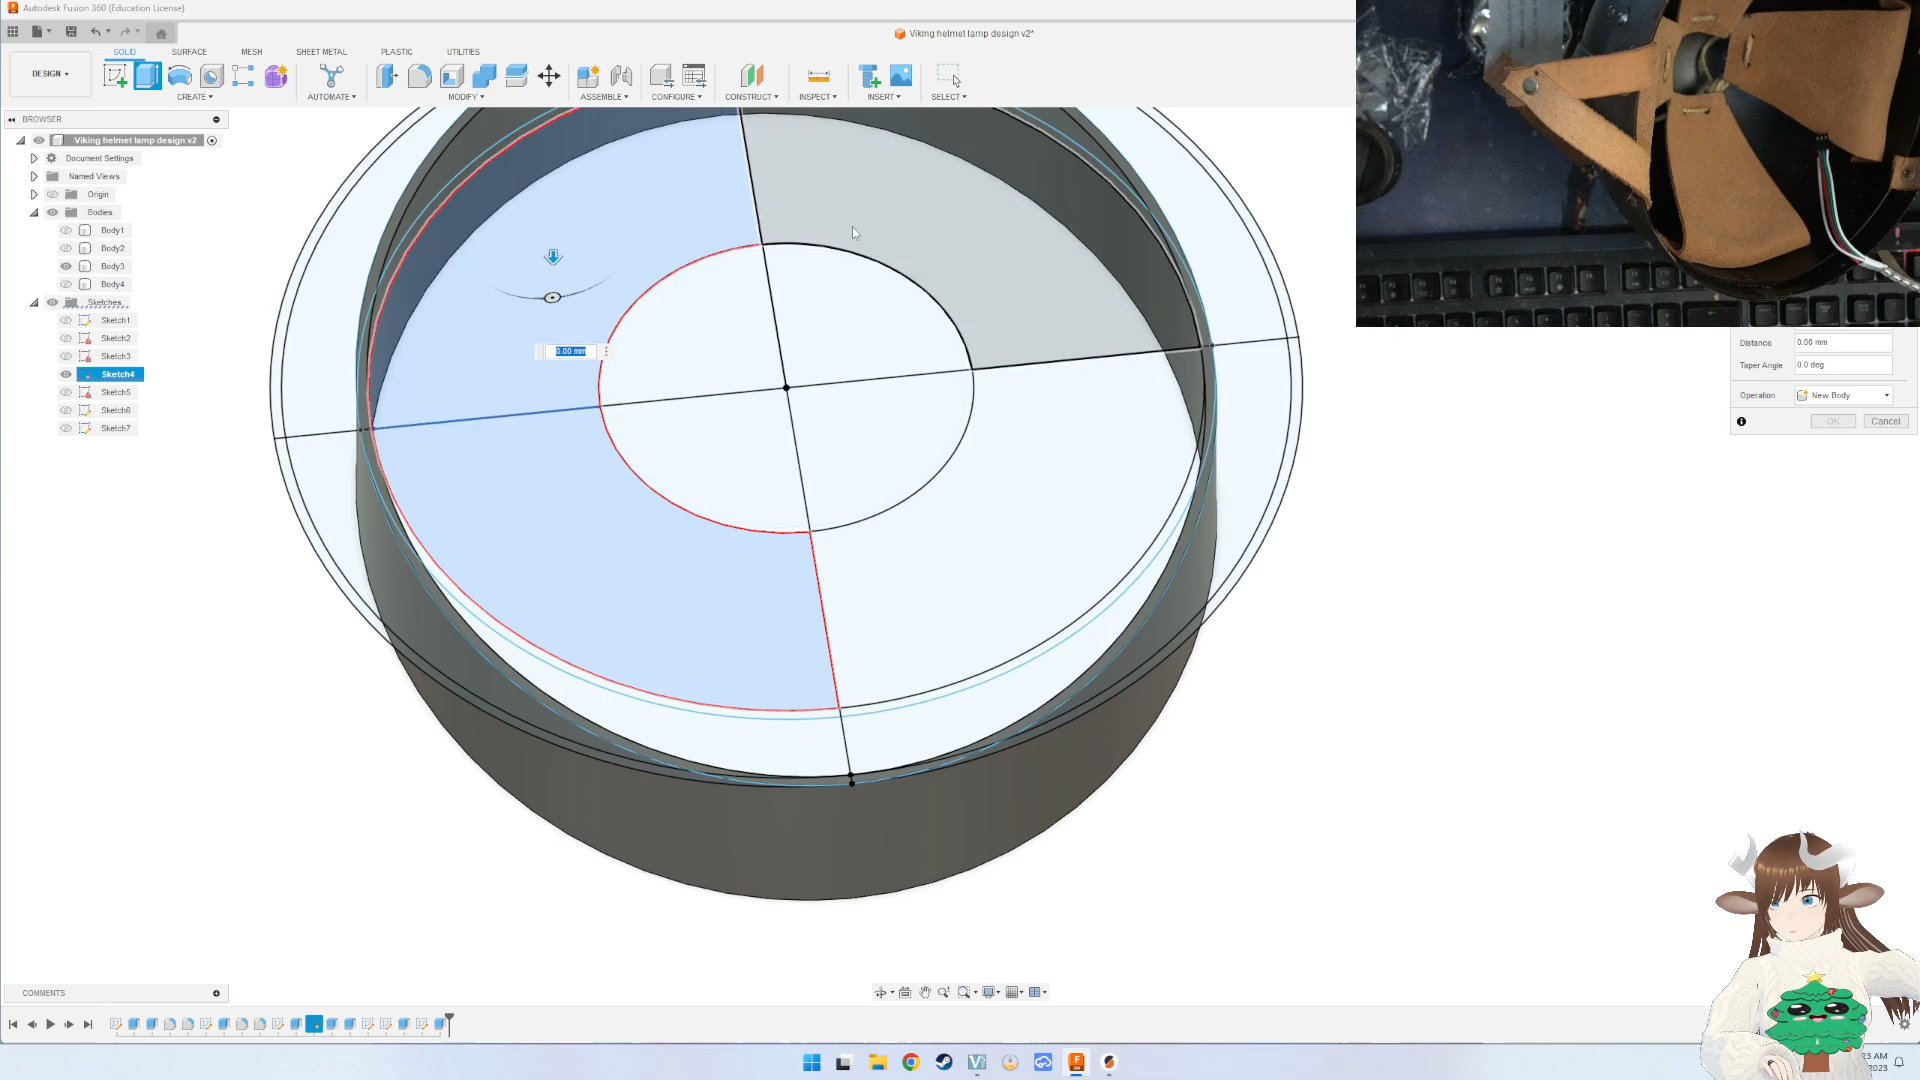 Autodesk Fusion 360 (Education License)
Viking helmet lamp design v2*
SOLID SURFACE MESH SHEET METAL PLASTIC UTILITIES
DESIGN
CREATE AUTOMATE MODIFY ASSEMBLE CONFIGURE CONSTRUCT INSPECT INSERT SELECT
BROWSER
Viking helmet lamp design v2
Document Settings
Named Views
Origin
Bodies
Body1
Body2
Body3
Body4
Sketches
Sketch1
Sketch2
Sketch3
Sketch4
Sketch5
Sketch6
Sketch7
0.00 mm
Distance 0.00 mm
Taper Angle 0.0 deg
Operation New Body
OK Cancel
COMMENTS
23 AM
2023